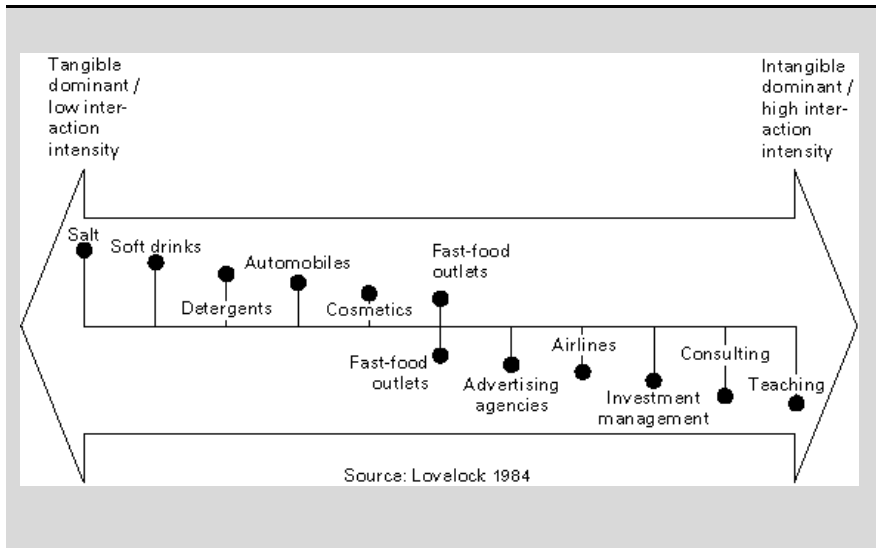 Tangible
dominant /
low inter-
action
intensity
Intangible
dominant /
high inter-
action
intensity
Salt
Soft drinks
Detergents
Automobiles
Cosmetics
Fast-food
outlets
Fast-food
outlets
Advertising
agencies
Airlines
Investment
management
Consulting
Teaching
Source: Lovelock 1984